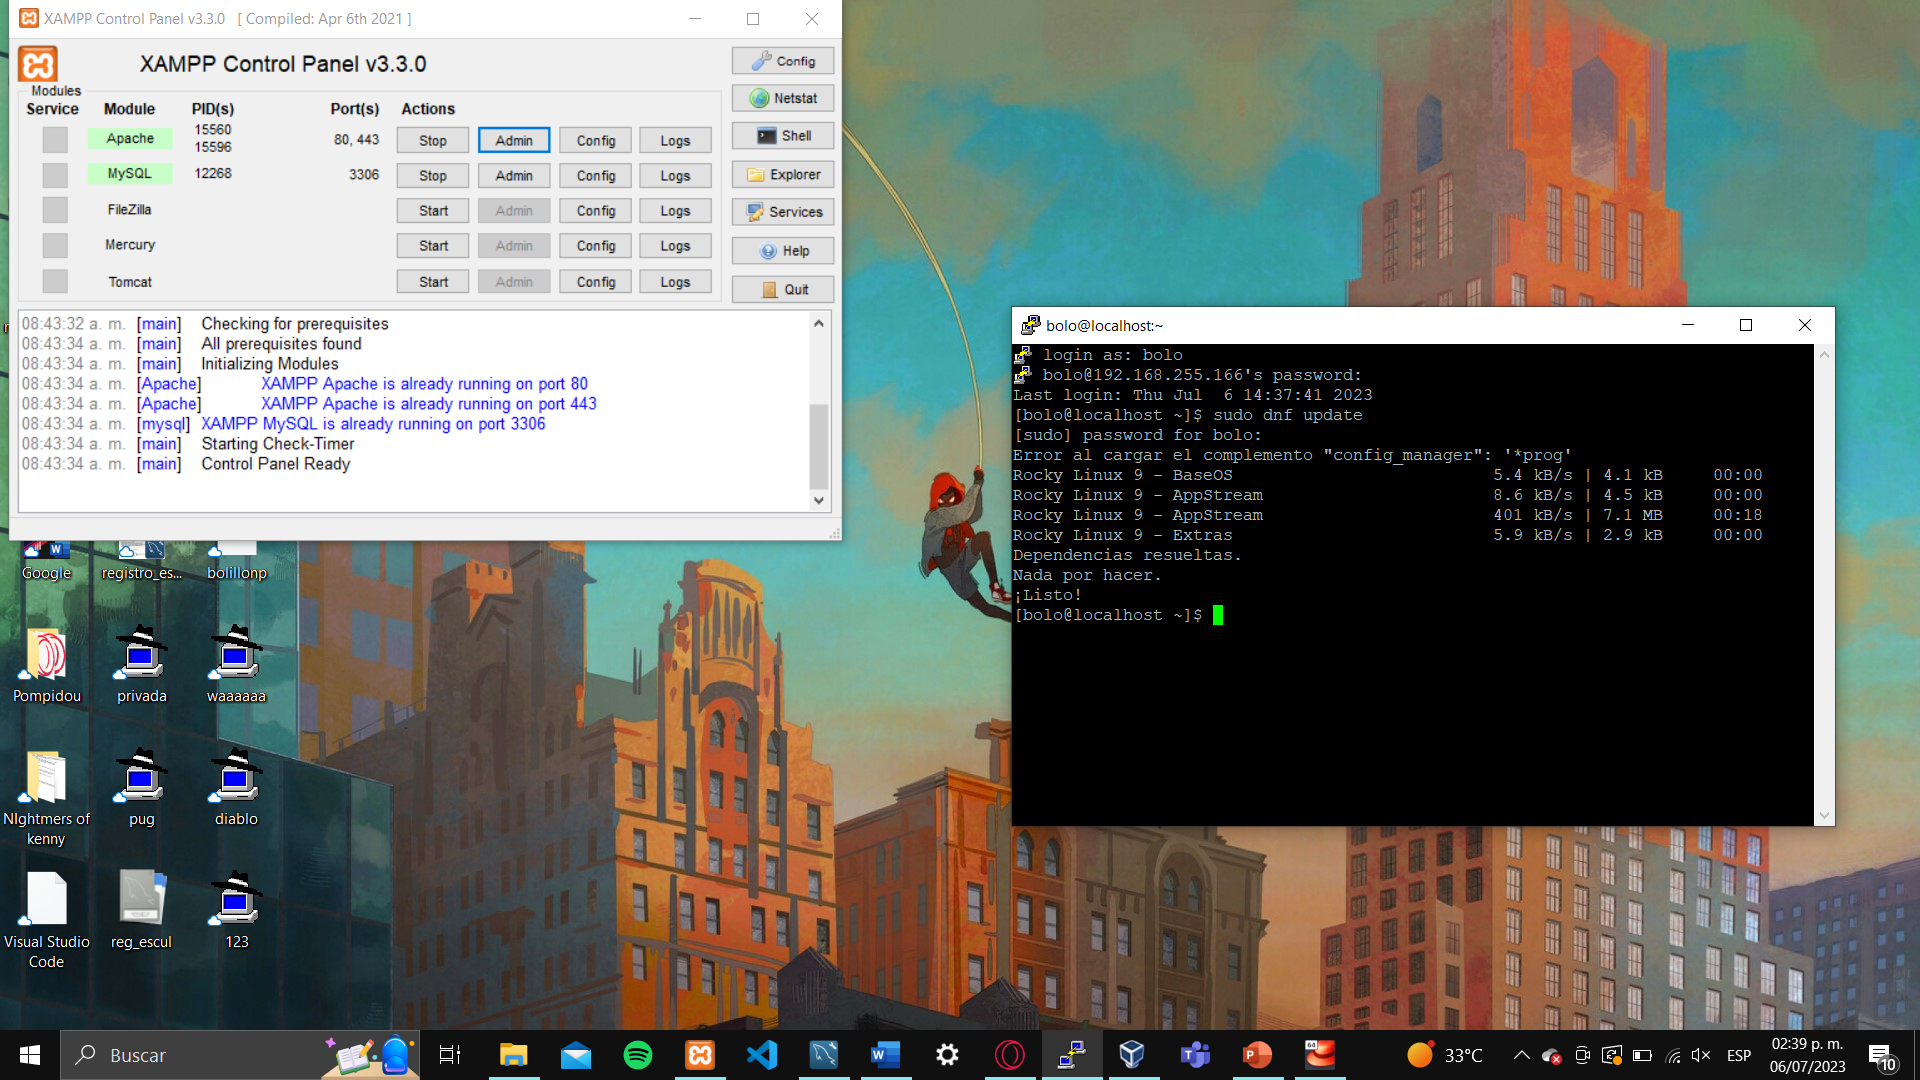 XAMPP Control Panel v3.3.0 [ Compiled: Apr 6th 2021 ]
XAMPP Control Panel v3.3.0
Config
Modules
Service Module PID(s) Port(s) Actions
Netstat
Apache 15560 15596 80, 443 Stop Admin Config Logs
Shell
MySQL 12268 3306 Stop Admin Config Logs
Explorer
FileZilla Start Admin Config Logs
Services
Mercury Start Admin Config Logs
Help
Tomcat Start Admin Config Logs
Quit
08:43:32 a. m. [main] Checking for prerequisites
08:43:34 a. m. [main] All prerequisites found
08:43:34 a. m. [main] Initializing Modules
08:43:34 a. m. [Apache] XAMPP Apache is already running on port 80
08:43:34 a. m. [Apache] XAMPP Apache is already running on port 443
08:43:34 a. m. [mysql] XAMPP MySQL is already running on port 3306
08:43:34 a. m. [main] Starting Check-Timer
08:43:34 a. m. [main] Control Panel Ready
bolo@localhost:~
login as: bolo
bolo@192.168.255.166's password:
Last login: Thu Jul  6 14:37:41 2023
[bolo@localhost ~]$ sudo dnf update
[sudo] password for bolo:
Error al cargar el complemento "config_manager": '*prog'
Rocky Linux 9 - BaseOS 5.4 kB/s | 4.1 kB 00:00
Rocky Linux 9 - AppStream 8.6 kB/s | 4.5 kB 00:00
Rocky Linux 9 - AppStream 401 kB/s | 7.1 MB 00:18
Rocky Linux 9 - Extras 5.9 kB/s | 2.9 kB 00:00
Dependencias resueltas.
Nada por hacer.
¡Listo!
[bolo@localhost ~]$
Google
registro_es...
bolillonp
Pompidou
privada
waaaaaa
NIghtmers of
kenny
pug
diablo
Visual Studio
Code
reg_escul
123
Buscar
33°C
ESP
02:39 p. m.
06/07/2023
10